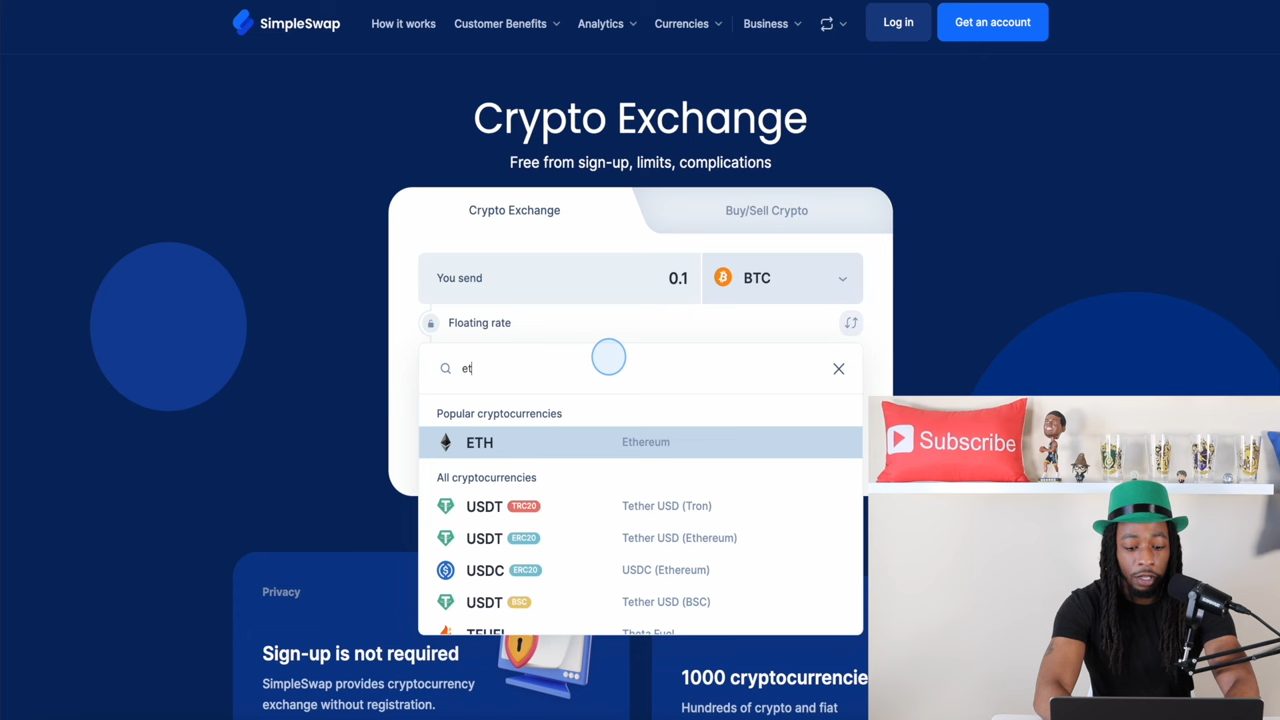 SimpleSwap
How it works
Customer Benefits
Analytics
Currencies
Business
Log in
Get an account
Crypto Exchange
Free from sign-up, limits, complications
Crypto Exchange
Buy/Sell Crypto
You send
0.1
BTC
Floating rate
et
Popular cryptocurrencies
ETH
Ethereum
All cryptocurrencies
USDT TRC20
Tether USD (Tron)
USDT ERC20
Tether USD (Ethereum)
USDC ERC20
USDC (Ethereum)
USDT BSC
Tether USD (BSC)
TFUEL
Theta Fuel
Privacy
Sign-up is not required
SimpleSwap provides cryptocurrency
exchange without registration.
1000 cryptocurrencie
Hundreds of crypto and fiat
Subscribe